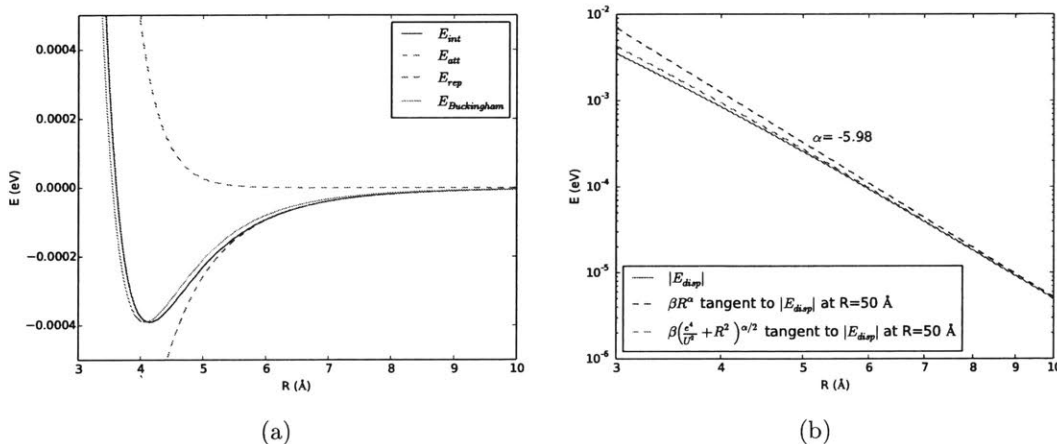 0.0004
0.0002
0.0000
−0.0002
−0.0004
E (eV)
3 4 5 6 7 8 9 10
R (Å)
E_int
E_att
E_rep
E_Buckingham
(a)
10^-2
10^-3
10^-4
10^-5
10^-6
E (eV)
3 4 5 6 7 8 9 10
R (Å)
α= -5.98
|E_disp|
βR^α tangent to |E_disp| at R=50 Å
β(e^4/U^2 + R^2)^α/2 tangent to |E_disp| at R=50 Å
(b)